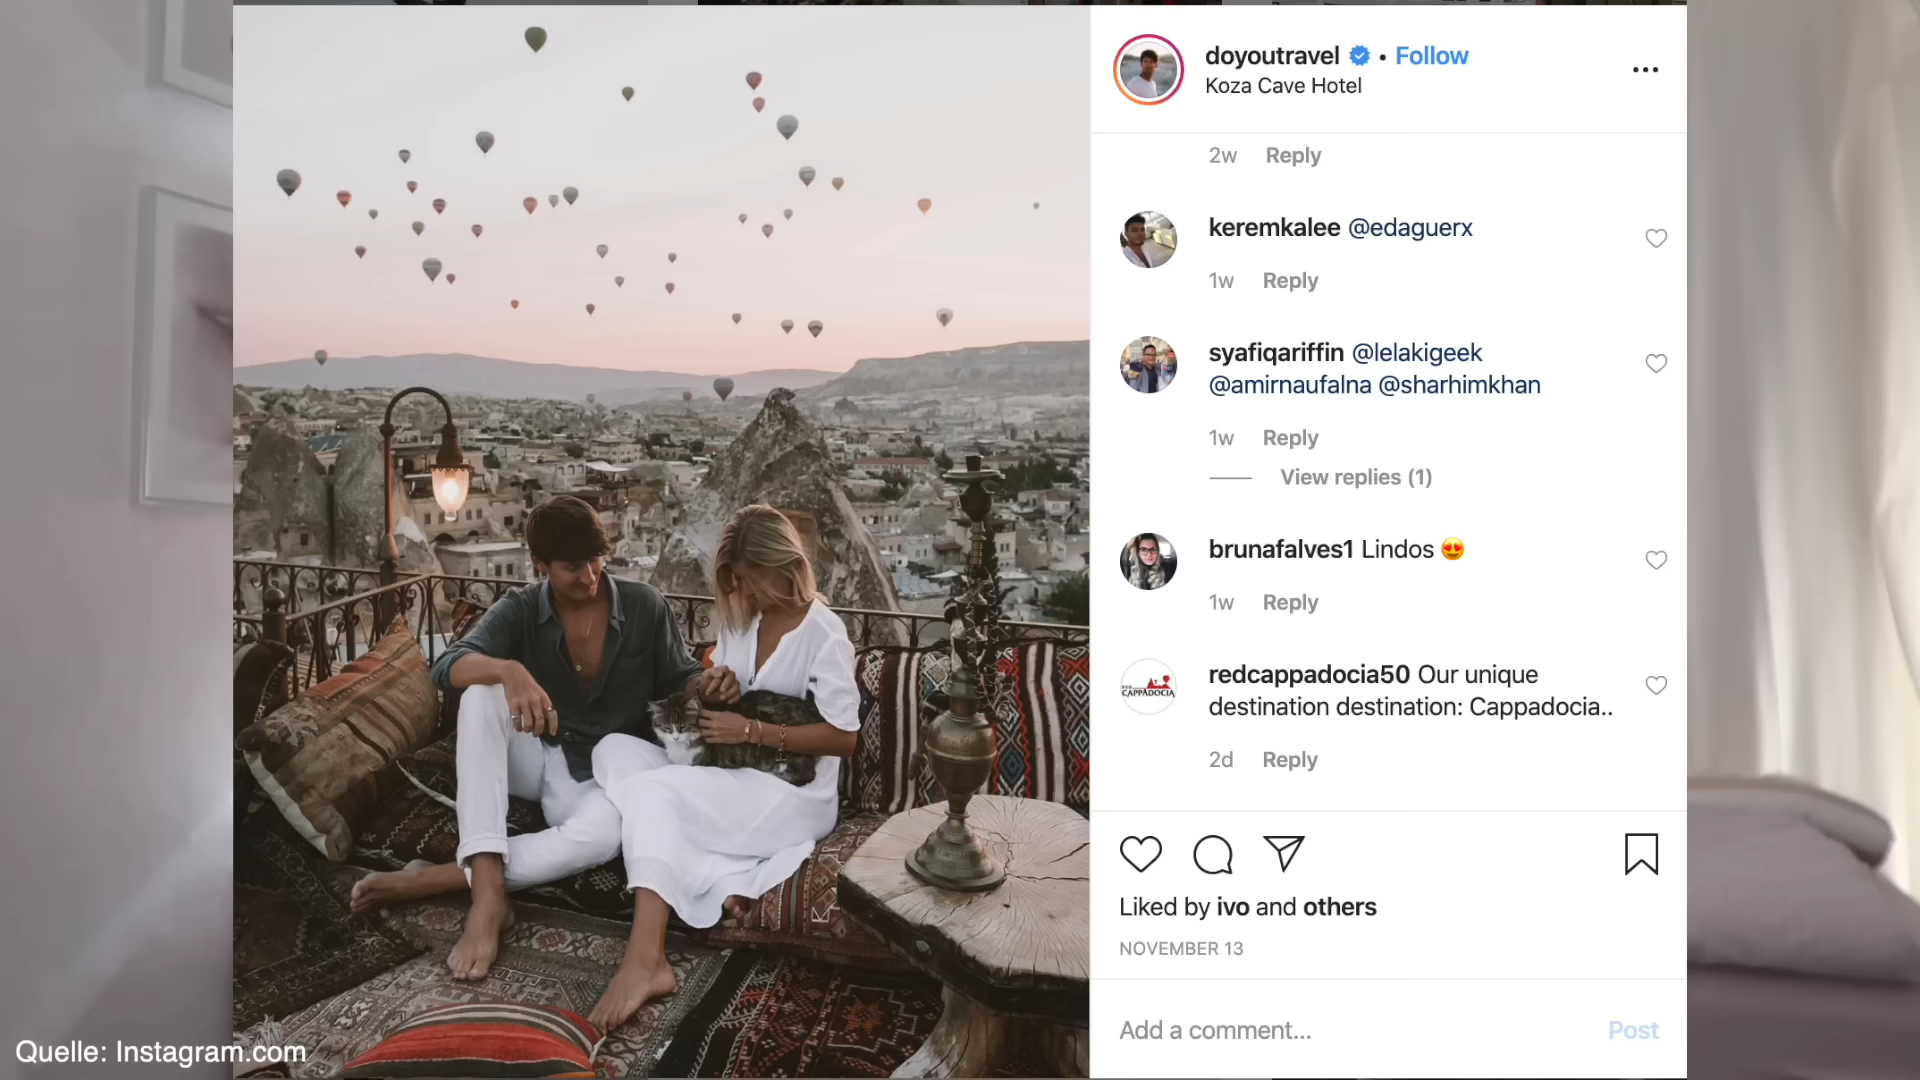 doyoutravel • Follow
Koza Cave Hotel
2w Reply
keremkalee @edaguerx
1w Reply
syafiqariffin @lelakigeek
@amirnaufalna @sharhimkhan
1w Reply
View replies (1)
brunafalves1 Lindos 😍
1w Reply
CAPPADOCIA
redcappadocia50 Our unique
destination destination: Cappadocia..
2d Reply
Liked by ivo and others
NOVEMBER 13
Add a comment... Post
Quelle: Instagram.com